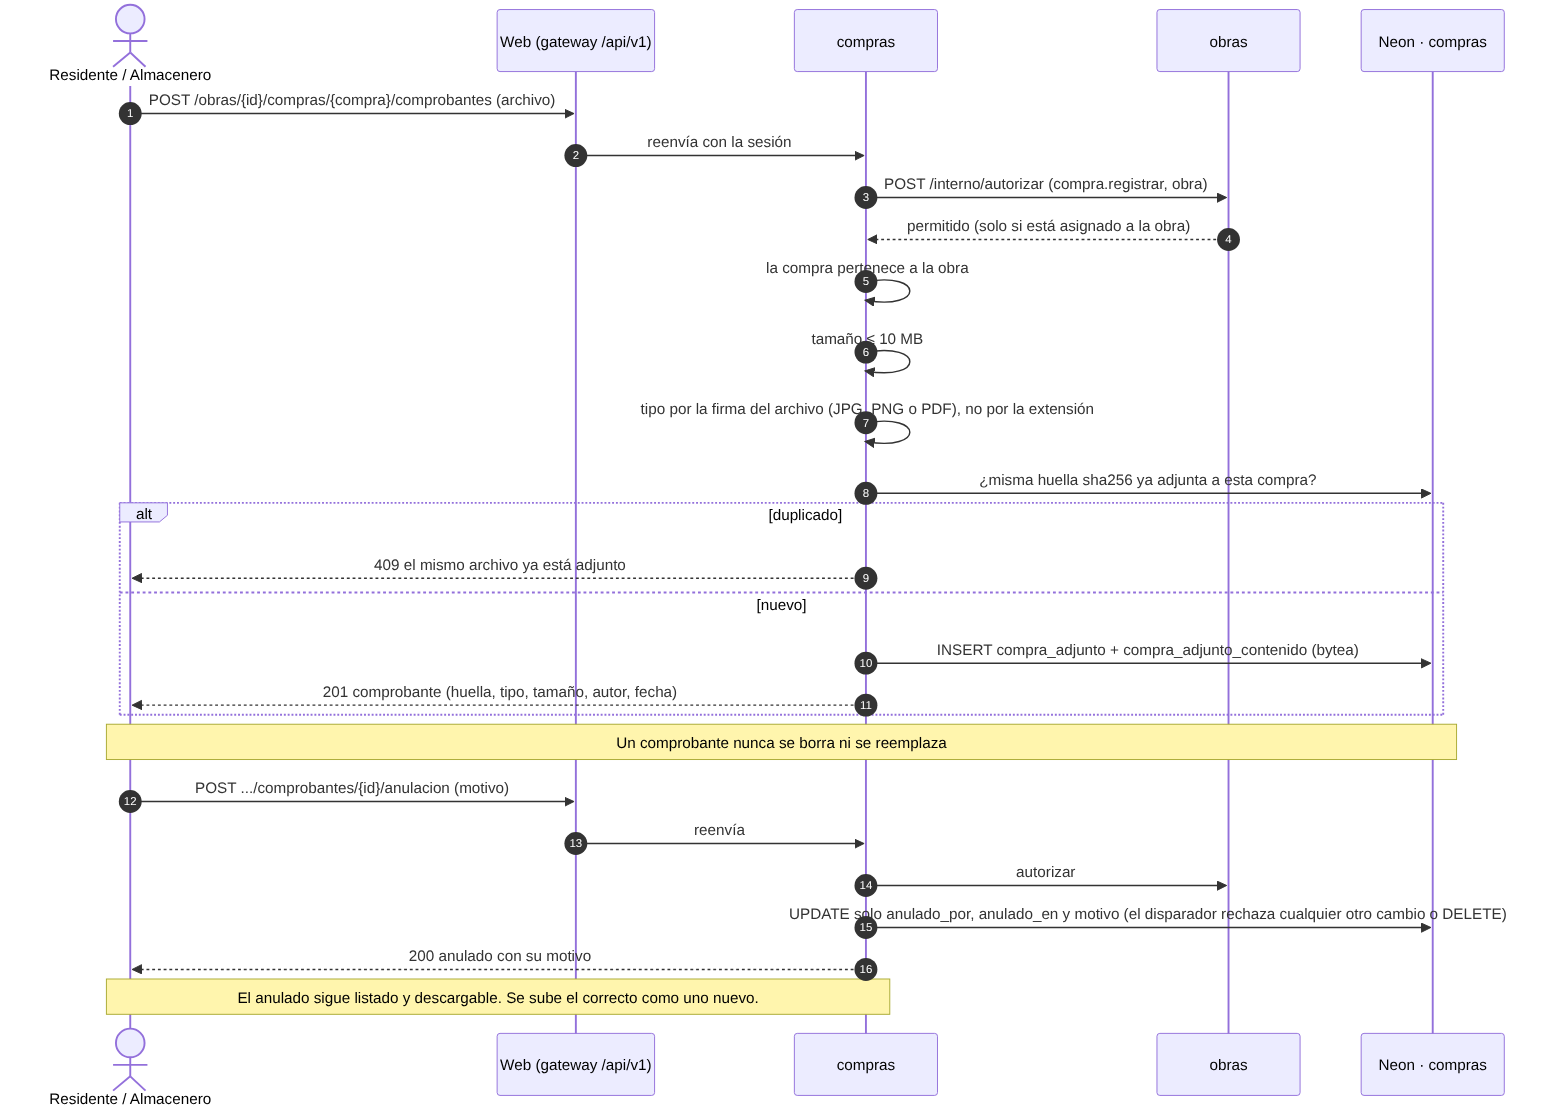 Residente / Almacenero
Web (gateway /api/v1)
compras
obras
Neon · compras
1
POST /obras/{id}/compras/{compra}/comprobantes (archivo)
2
reenvía con la sesión
3
POST /interno/autorizar (compra.registrar, obra)
permitido (solo si está asignado a la obra)
4
la compra pertenece a la obra
5
tamaño ≤ 10 MB
6
tipo por la firma del archivo (JPG, PNG o PDF), no por la extensión
7
¿misma huella sha256 ya adjunta a esta compra?
8
alt
[duplicado]
409 el mismo archivo ya está adjunto
9
[nuevo]
INSERT compra_adjunto + compra_adjunto_contenido (bytea)
10
201 comprobante (huella, tipo, tamaño, autor, fecha)
11
Un comprobante nunca se borra ni se reemplaza
POST .../comprobantes/{id}/anulacion (motivo)
12
reenvía
13
autorizar
14
UPDATE solo anulado_por, anulado_en y motivo (el disparador rechaza cualquier otro cambio o DELETE)
15
200 anulado con su motivo
16
El anulado sigue listado y descargable. Se sube el correcto como uno nuevo.
Residente / Almacenero
Web (gateway /api/v1)
compras
obras
Neon · compras